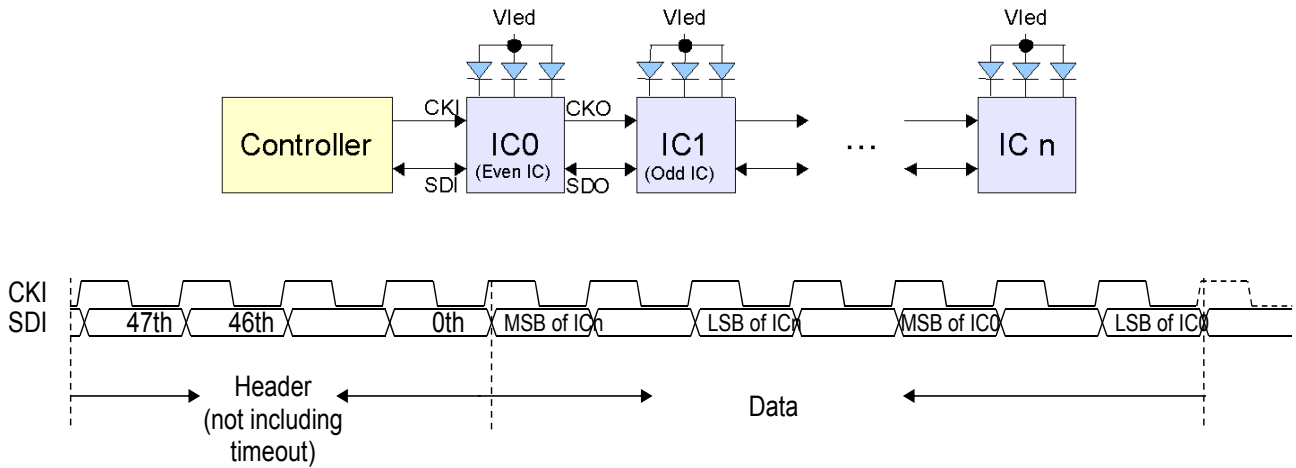 Vled Vled Vled
CKI CKO
Controller IC0 IC1 ... IC n
(Even IC) (Odd IC)
SDI SDO
CKI
SDI 47th 46th 0th MSB of ICn LSB of ICn MSB of IC0 LSB of IC0
Header
(not including
timeout)
Data